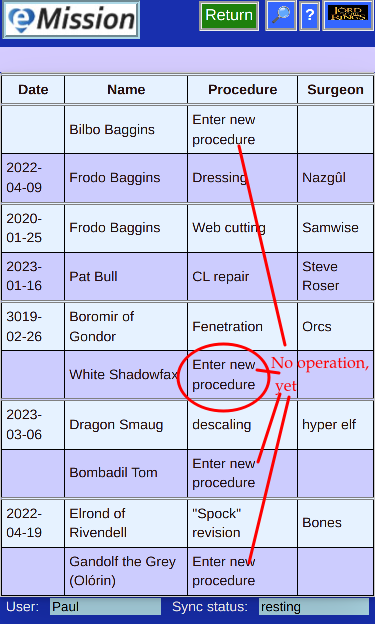 eMission
Return
?
LORD
OF THE
RINGS
Date Name Procedure Surgeon
Bilbo Baggins Enter new
procedure
2022-
04-09 Frodo Baggins Dressing Nazgûl
2020-
01-25 Frodo Baggins Web cutting Samwise
2023-
01-16 Pat Bull CL repair Steve
Roser
3019-
02-26 Boromir of
Gondor Fenetration Orcs
White Shadowfax Enter new
procedure
No operation,
yet
2023-
03-06 Dragon Smaug descaling hyper elf
Bombadil Tom Enter new
procedure
2022-
04-19 Elrond of
Rivendell "Spock"
revision Bones
Gandolf the Grey
(Olórin) Enter new
procedure
User: Paul Sync status: resting